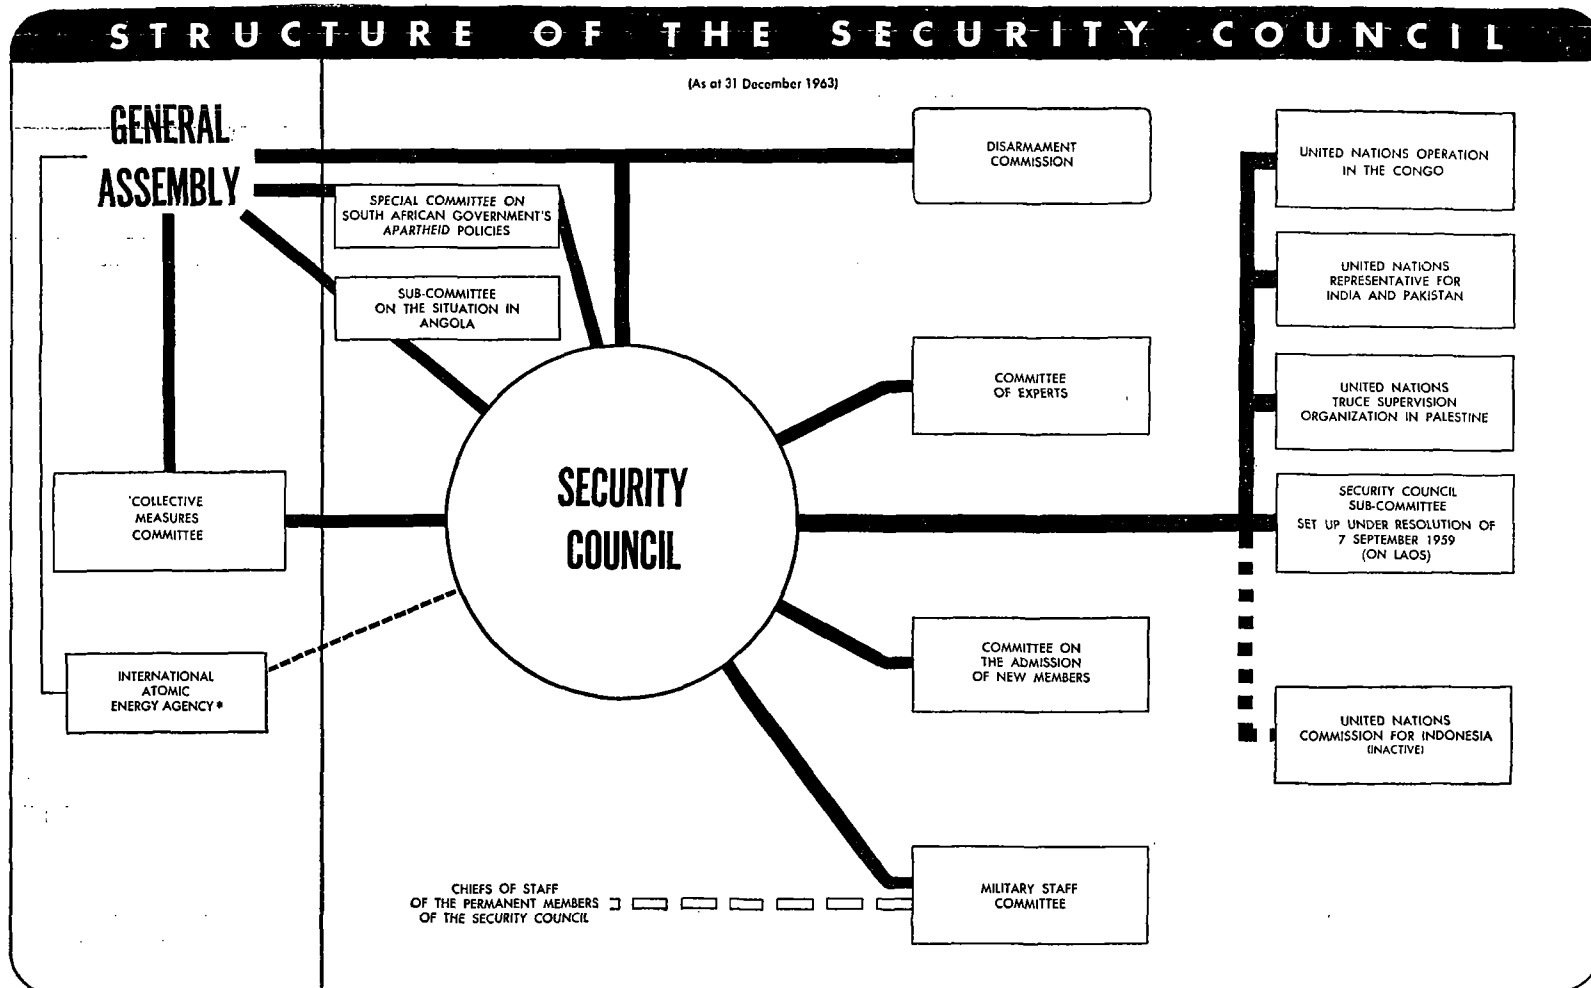 STRUCTURE OF THE SECURITY COUNCIL
(As at 31 December 1963)
GENERAL
ASSEMBLY
SPECIAL COMMITTEE ON
SOUTH AFRICAN GOVERNMENT'S
APARTHEID POLICIES
SUB-COMMITTEE
ON THE SITUATION IN
ANGOLA
COLLECTIVE
MEASURES
COMMITTEE
INTERNATIONAL
ATOMIC
ENERGY AGENCY*
SECURITY
COUNCIL
DISARMAMENT
COMMISSION
COMMITTEE
OF EXPERTS
COMMITTEE ON
THE ADMISSION
OF NEW MEMBERS
CHIEFS OF STAFF
OF THE PERMANENT MEMBERS
OF THE SECURITY COUNCIL
MILITARY STAFF
COMMITTEE
UNITED NATIONS OPERATION
IN THE CONGO
UNITED NATIONS
REPRESENTATIVE FOR
INDIA AND PAKISTAN
UNITED NATIONS
TRUCE SUPERVISION
ORGANIZATION IN PALESTINE
SECURITY COUNCIL
SUB-COMMITTEE
SET UP UNDER RESOLUTION OF
7 SEPTEMBER 1959
(ON LAOS)
UNITED NATIONS
COMMISSION FOR INDONESIA
(INACTIVE)